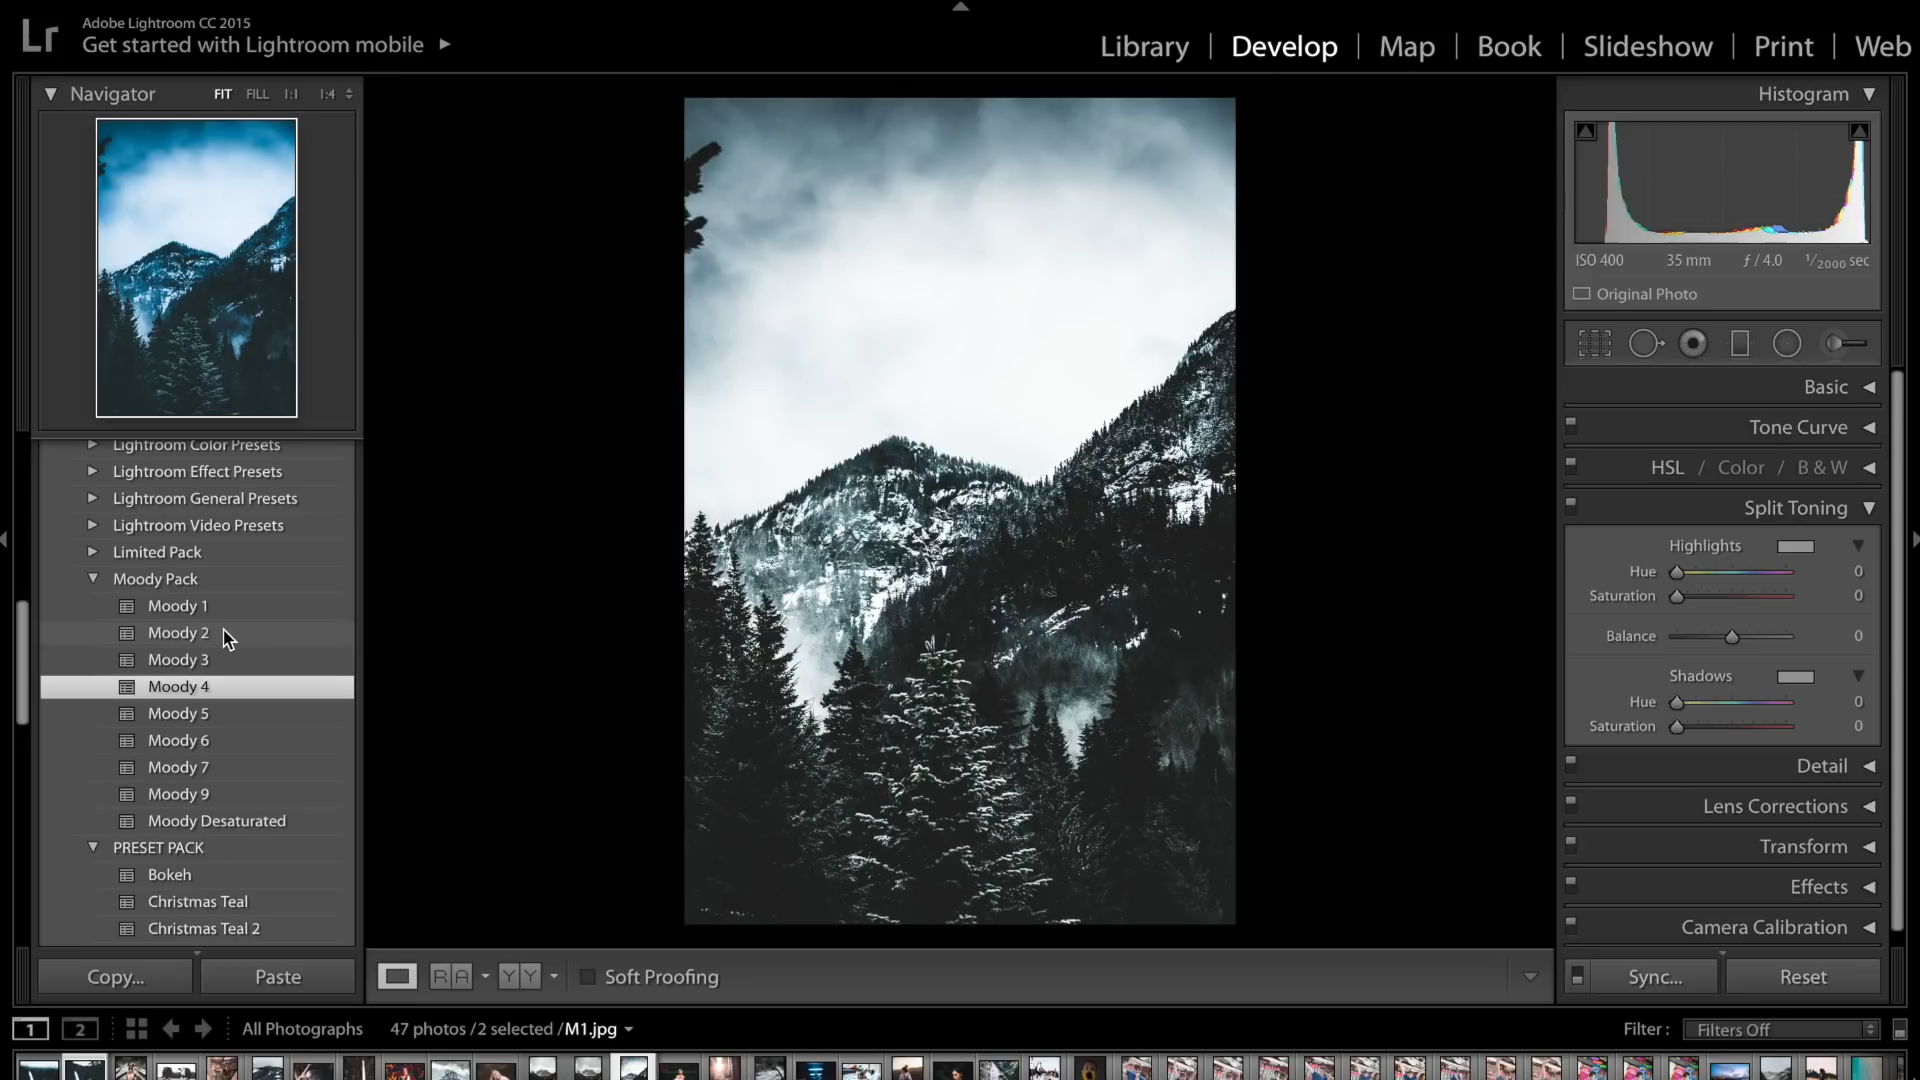 Lr
Adobe Lightroom CC 2015
Get started with Lightroom mobile
Library | Develop | Map | Book | Slideshow | Print | Web
Navigator FIT FILL 1:1 1:4
Lightroom Color Presets
Lightroom Effect Presets
Lightroom General Presets
Lightroom Video Presets
Limited Pack
Moody Pack
Moody 1
Moody 2
Moody 3
Moody 4
Moody 5
Moody 6
Moody 7
Moody 9
Moody Desaturated
PRESET PACK
Bokeh
Christmas Teal
Christmas Teal 2
Copy... Paste
R A Y Y Soft Proofing
Histogram
ISO 400 35 mm ƒ / 4.0 1/2000 sec
Original Photo
Basic
Tone Curve
HSL / Color / B & W
Split Toning
Highlights
Hue 0
Saturation 0
Balance 0
Shadows
Hue 0
Saturation 0
Detail
Lens Corrections
Transform
Effects
Camera Calibration
Sync... Reset
1 2 All Photographs 47 photos /2 selected /M1.jpg Filter : Filters Off